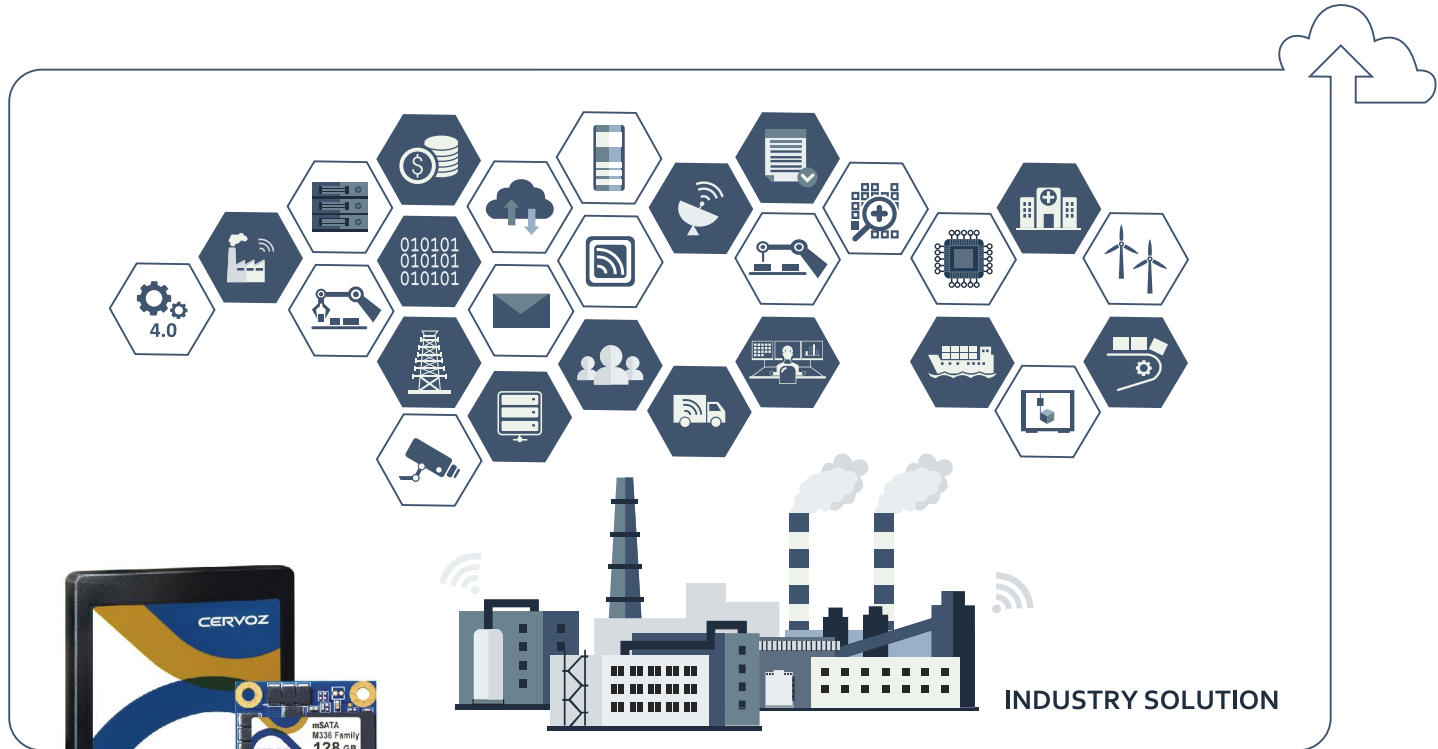 010101
010101
010101
4.0
CERVOZ
mSATA
M336 Family
128 GB
INDUSTRY SOLUTION